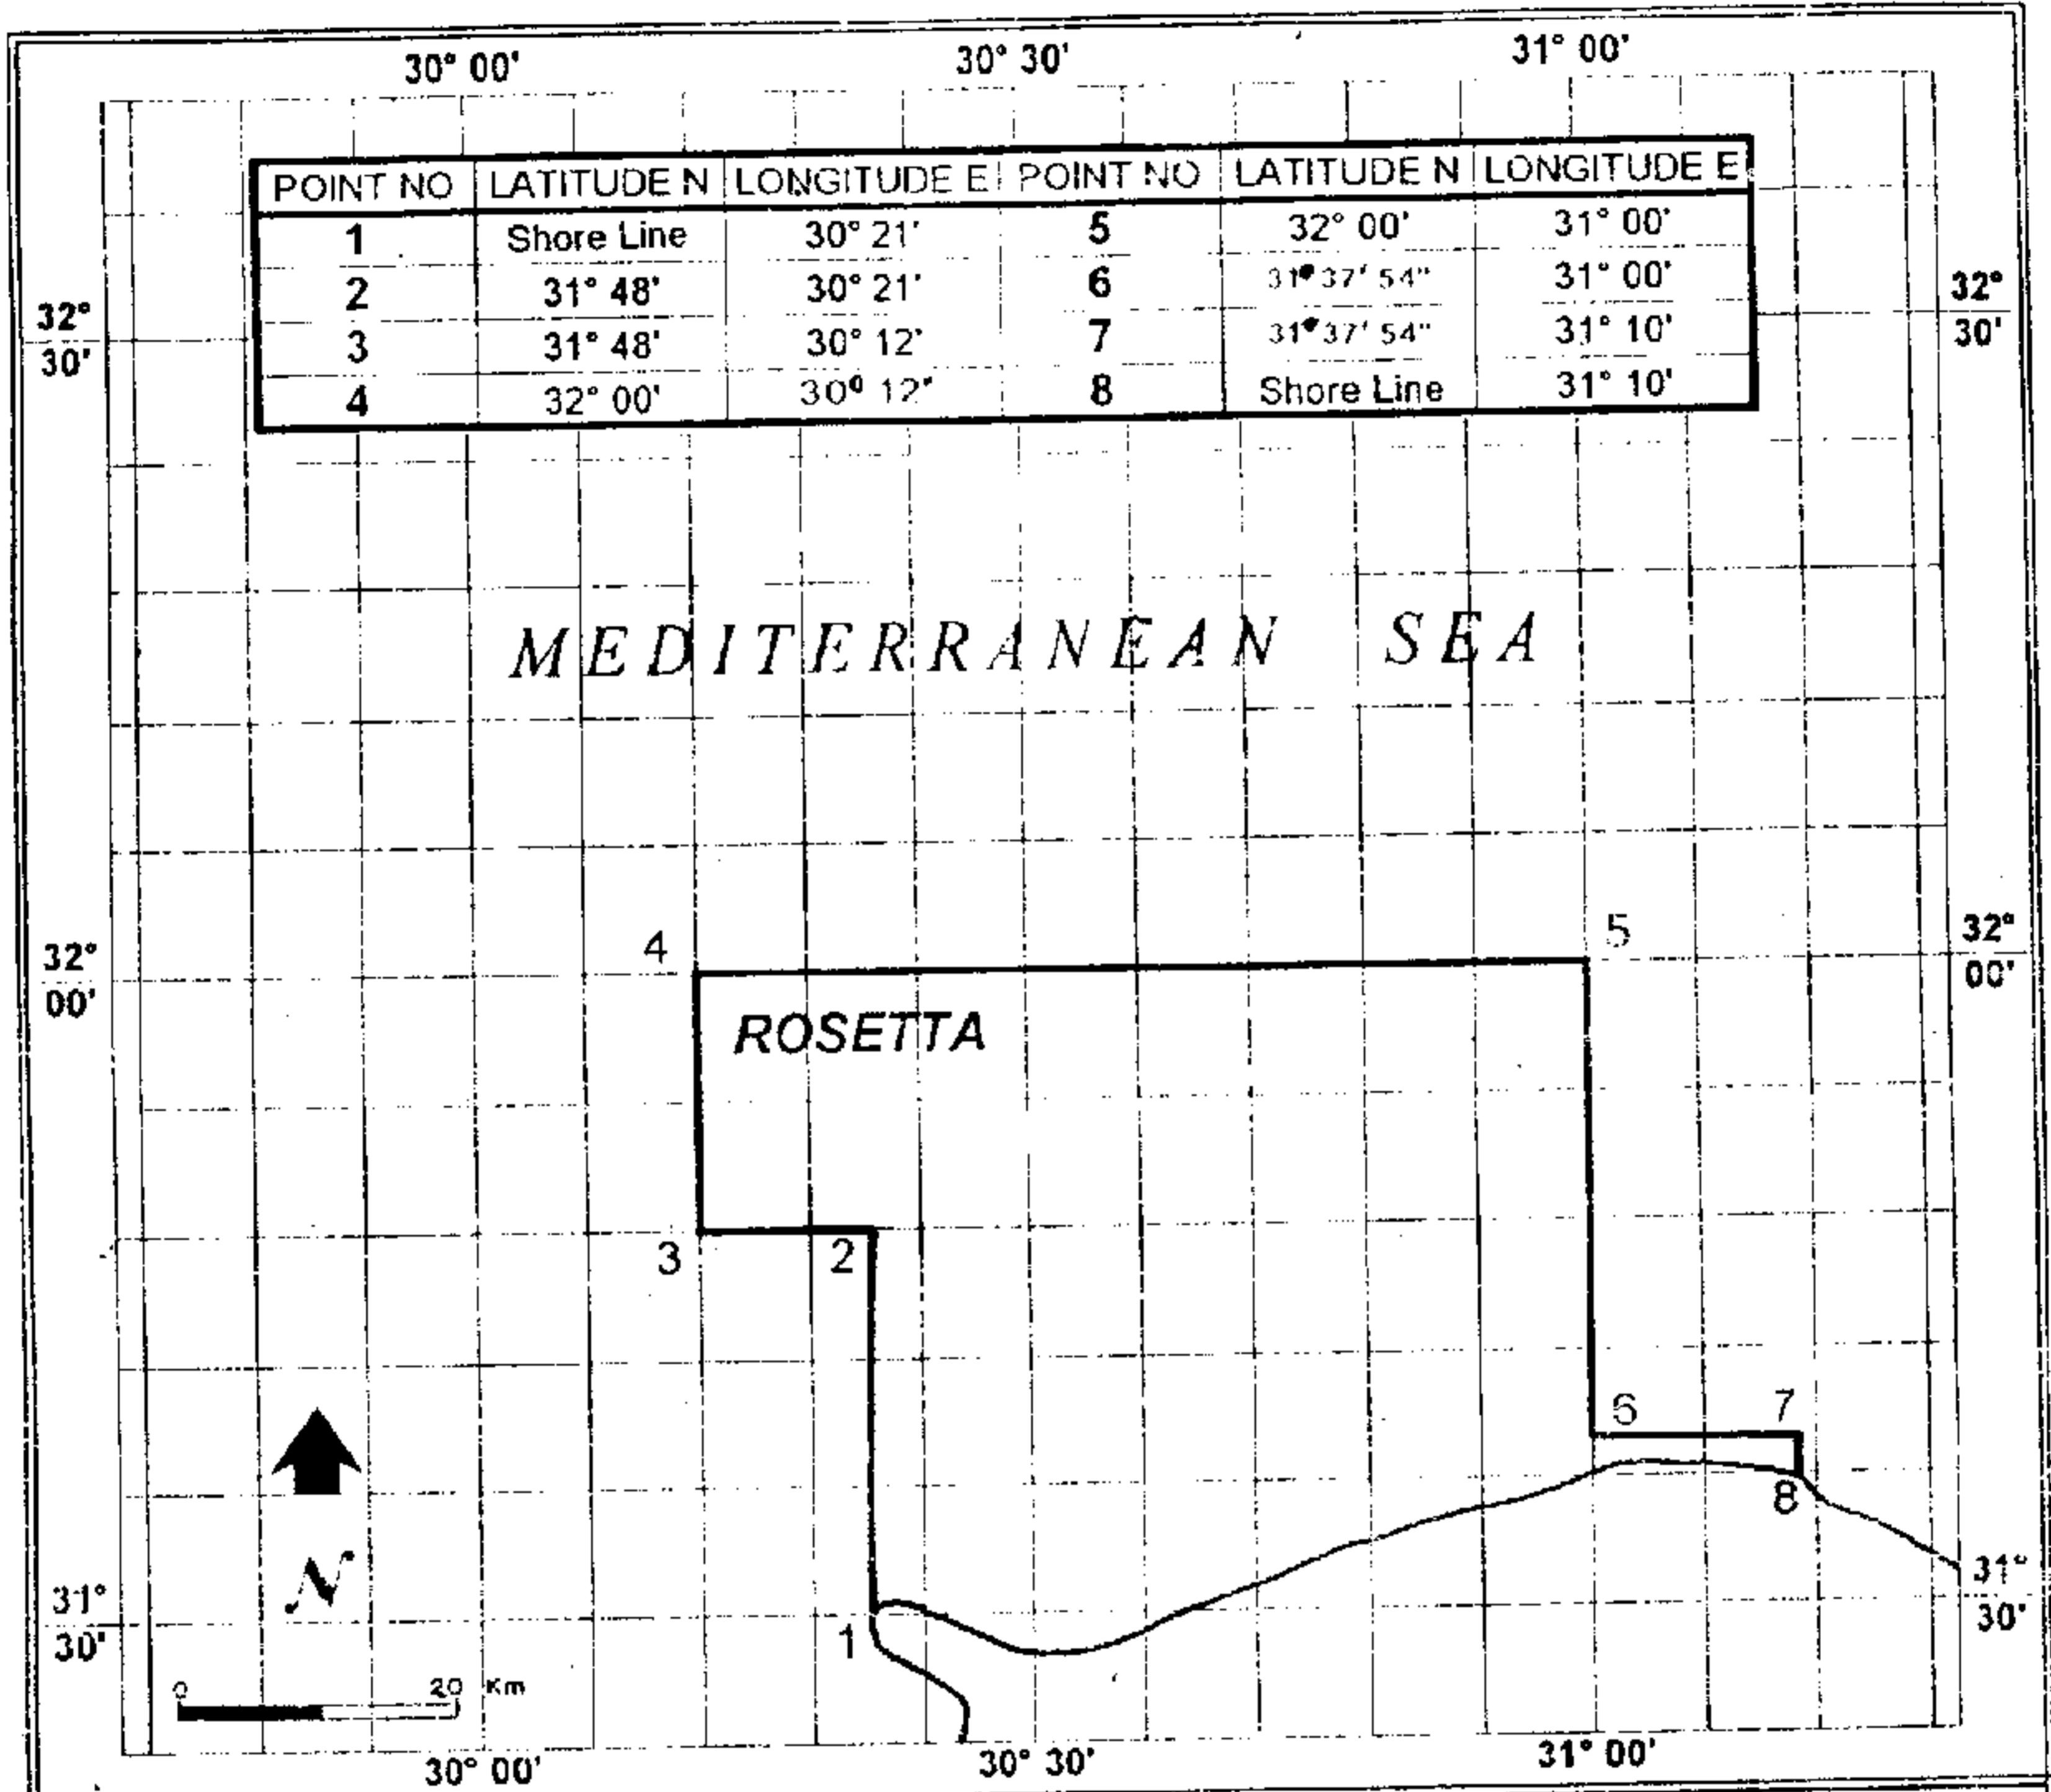 30° 00' 30° 30' 31° 00'
POINT NO LATITUDE N LONGITUDE E POINT NO LATITUDE N LONGITUDE E
1 Shore Line 30° 21' 5 32° 00' 31° 00'
2 31° 48' 30° 21' 6 31° 37' 54" 31° 00'
3 31° 48' 30° 12' 7 31° 37' 54" 31° 10'
4 32° 00' 30° 12' 8 Shore Line 31° 10'
32° 30' 32° 30'
MEDITERRANEAN SEA
4 5
32° 00' 32° 00'
ROSETTA
3 2
6 7
8
N
31° 30' 31° 30'
1
0 20 Km
30° 00' 30° 30' 31° 00'